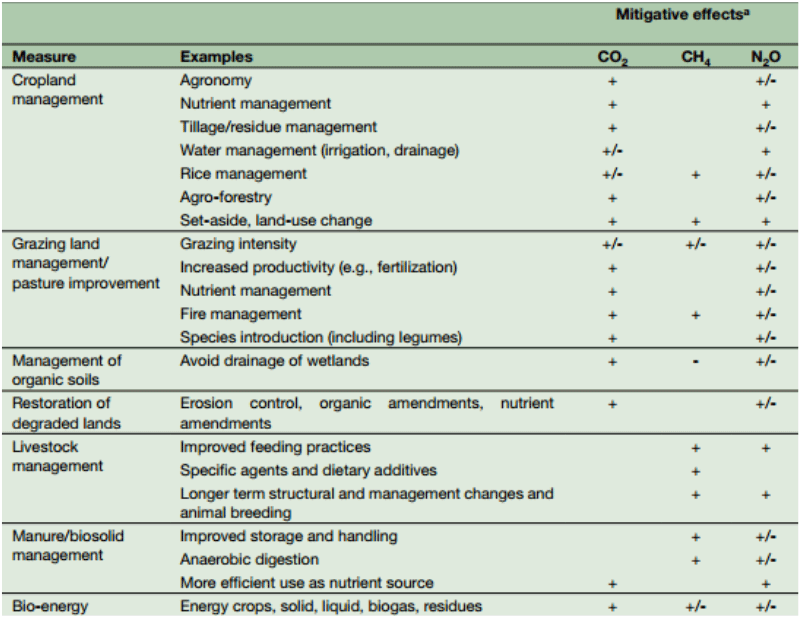 Mitigative effectsᵃ
Measure Examples CO₂ CH₄ N₂O
Cropland Agronomy + +/-
management Nutrient management + +
Tillage/residue management + +/-
Water management (irrigation, drainage) +/- +
Rice management +/- + +/-
Agro-forestry + +/-
Set-aside, land-use change + + +
Grazing land Grazing intensity +/- +/- +/-
management/ Increased productivity (e.g., fertilization) + +/-
pasture improvement Nutrient management + +/-
Fire management + + +/-
Species introduction (including legumes) + +/-
Management of Avoid drainage of wetlands + - +/-
organic soils
Restoration of Erosion control, organic amendments, nutrient + +/-
degraded lands amendments
Livestock Improved feeding practices + +
management Specific agents and dietary additives +
Longer term structural and management changes and + +
animal breeding
Manure/biosolid Improved storage and handling + +/-
management Anaerobic digestion + +/-
More efficient use as nutrient source + +
Bio-energy Energy crops, solid, liquid, biogas, residues + +/- +/-